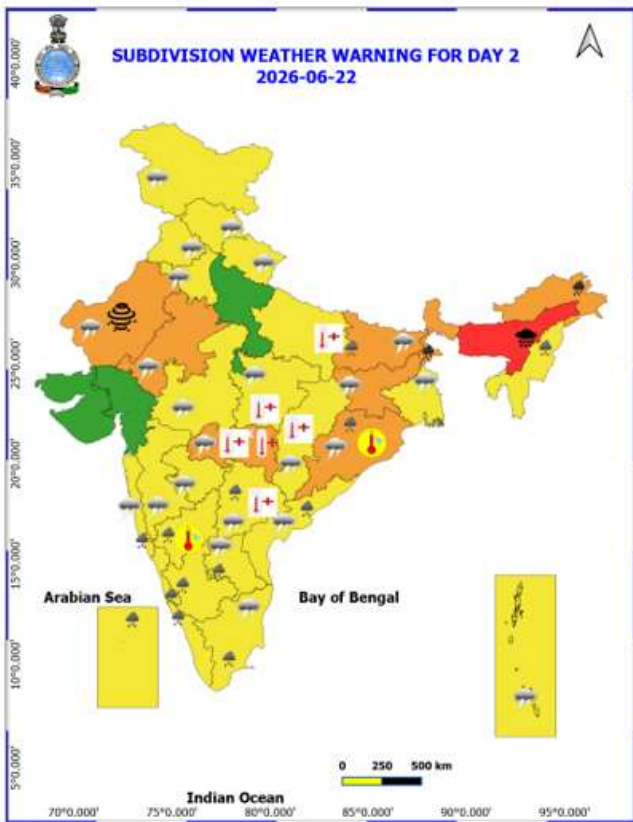 SUBDIVISION WEATHER WARNING FOR DAY 2
2026-06-22
40°0.000'
35°0.000'
30°0.000'
25°0.000'
20°0.000'
15°0.000'
10°0.000'
5°0.000'
Arabian Sea
Bay of Bengal
0 250 500 km
Indian Ocean
70°0.000' 75°0.000' 80°0.000' 85°0.000' 90°0.000' 95°0.000'